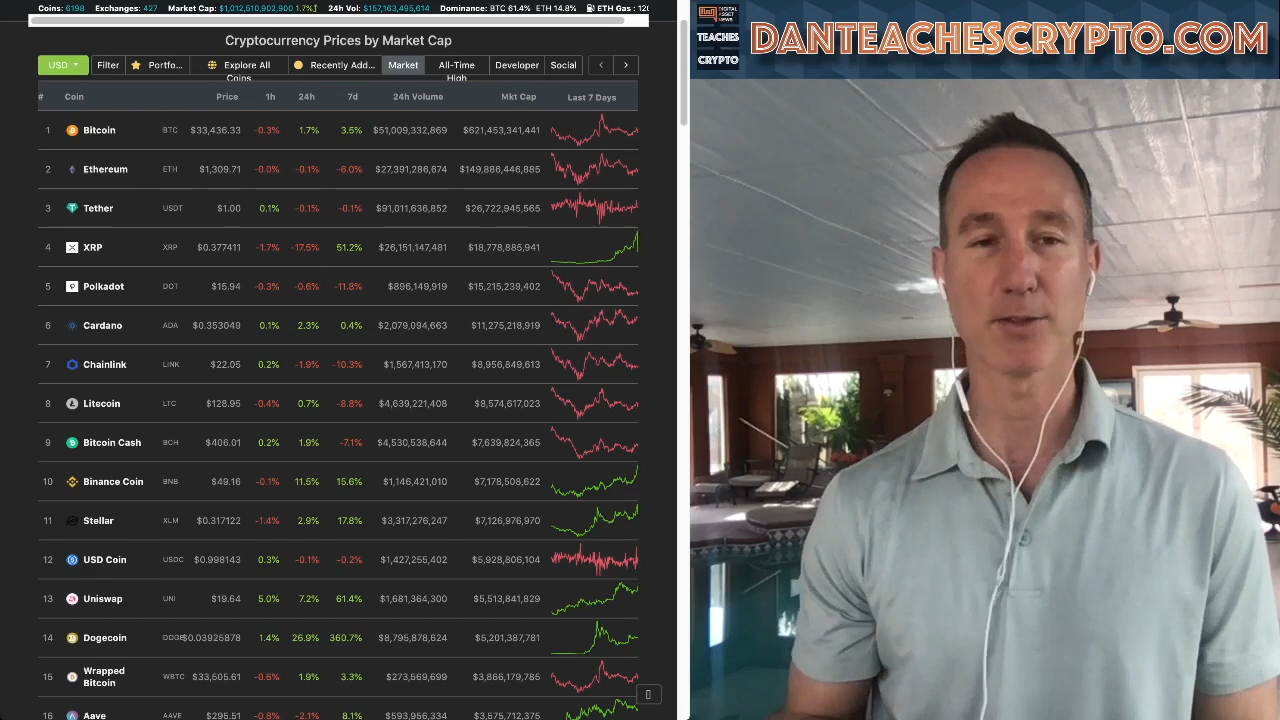 Coins: 6198 Exchanges: 427 Market Cap: $1,012,610,902,900 1.7% 24h Vol: $157,163,495,614 Dominance: BTC 61.4% ETH 14.8% ETH Gas : 120
DIGITAL ASSET NEWS
TEACHES
CRYPTO
DANTEACHESCRYPTO.COM
Cryptocurrency Prices by Market Cap
USD Filter Portfo... Explore All Coins Recently Add... Market All-Time High Developer Social
# Coin Price 1h 24h 7d 24h Volume Mkt Cap Last 7 Days
1 Bitcoin BTC $33,436.33 -0.3% 1.7% 3.5% $51,009,332,869 $621,453,341,441
2 Ethereum ETH $1,309.71 -0.0% -0.1% -6.0% $27,391,286,674 $149,886,446,885
3 Tether USDT $1.00 0.1% -0.1% -0.1% $91,011,636,852 $26,722,945,565
4 XRP XRP $0.377411 -1.7% -17.5% 51.2% $26,151,147,481 $18,778,885,941
5 Polkadot DOT $15.94 -0.3% -0.6% -11.8% $896,149,919 $15,215,239,402
6 Cardano ADA $0.353049 0.1% 2.3% 0.4% $2,079,094,663 $11,275,218,919
7 Chainlink LINK $22.05 0.2% -1.9% -10.3% $1,567,413,170 $8,956,849,613
8 Litecoin LTC $128.95 -0.4% 0.7% -8.8% $4,639,221,408 $8,574,617,023
9 Bitcoin Cash BCH $406.01 0.2% 1.9% -7.1% $4,530,538,644 $7,639,824,365
10 Binance Coin BNB $49.16 -0.1% 11.5% 15.6% $1,146,421,010 $7,178,508,622
11 Stellar XLM $0.317122 -1.4% 2.9% 17.8% $3,317,276,247 $7,126,976,970
12 USD Coin USDC $0.998143 0.3% -0.1% -0.2% $1,427,255,402 $5,928,806,104
13 Uniswap UNI $19.64 5.0% 7.2% 61.4% $1,681,364,300 $5,513,841,829
14 Dogecoin DOGE $0.03925878 1.4% 26.9% 360.7% $8,795,878,624 $5,201,387,781
15 Wrapped Bitcoin WBTC $33,505.61 -0.6% 1.9% 3.3% $273,569,699 $3,866,179,785
16 Aave AAVE $295.51 -0.8% -2.1% 8.1% $593,956,334 $3,575,712,375